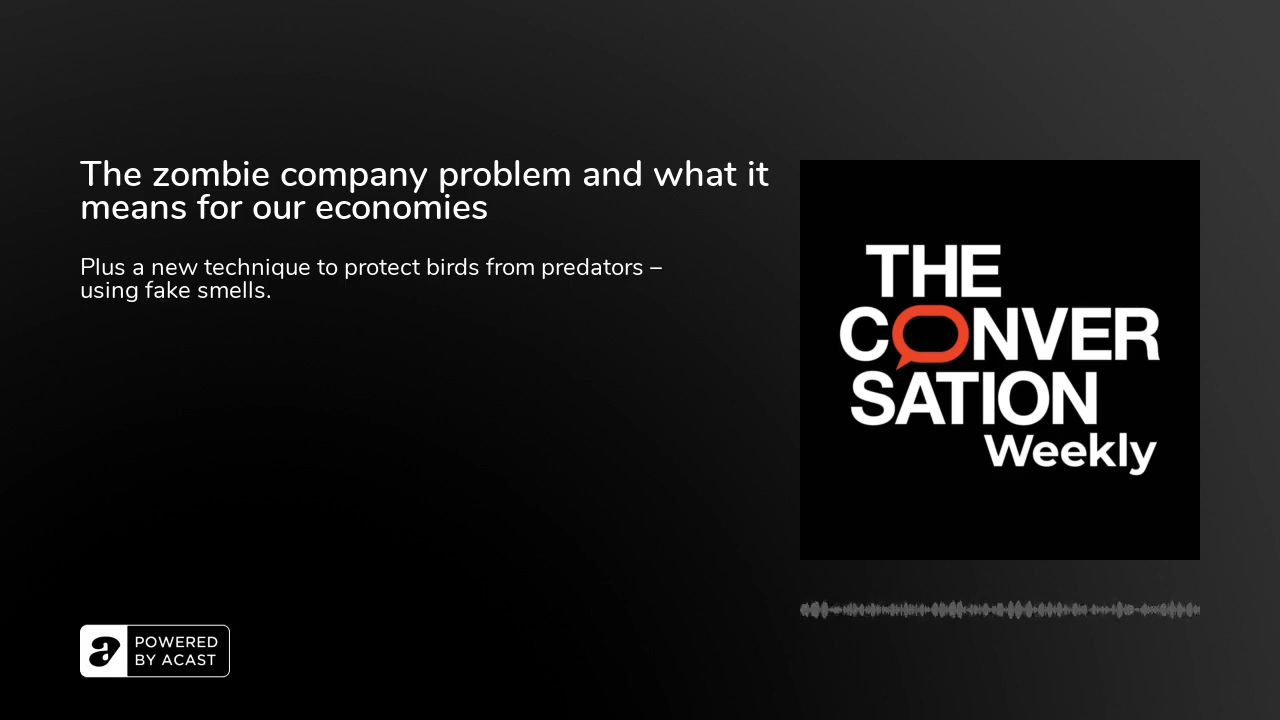 The zombie company problem and what it
means for our economies
Plus a new technique to protect birds from predators –
using fake smells.
THE
CONVER
SATION
Weekly
a POWERED
BY ACAST